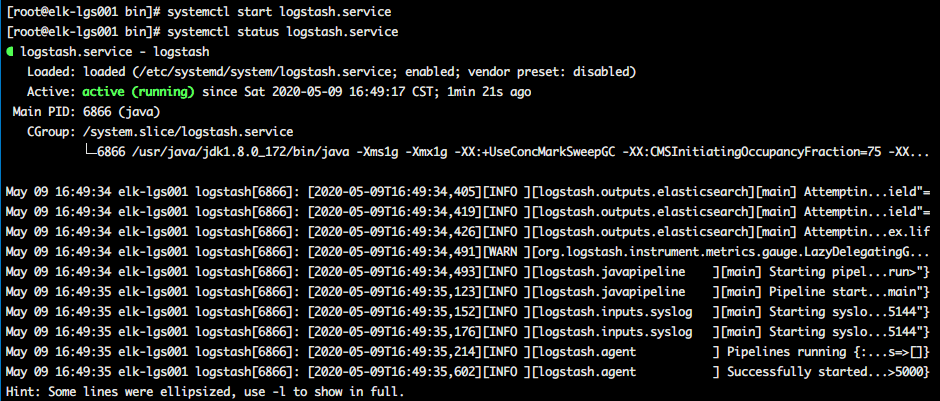 [root@elk-lgs001 bin]# systemctl start logstash.service
[root@elk-lgs001 bin]# systemctl status logstash.service
● logstash.service - logstash
   Loaded: loaded (/etc/systemd/system/logstash.service; enabled; vendor preset: disabled)
   Active: active (running) since Sat 2020-05-09 16:49:17 CST; 1min 21s ago
 Main PID: 6866 (java)
   CGroup: /system.slice/logstash.service
           └─6866 /usr/java/jdk1.8.0_172/bin/java -Xms1g -Xmx1g -XX:+UseConcMarkSweepGC -XX:CMSInitiatingOccupancyFraction=75 -XX...
May 09 16:49:34 elk-lgs001 logstash[6866]: [2020-05-09T16:49:34,405][INFO ][logstash.outputs.elasticsearch][main] Attemptin...ield"=
May 09 16:49:34 elk-lgs001 logstash[6866]: [2020-05-09T16:49:34,419][INFO ][logstash.outputs.elasticsearch][main] Attemptin...ield"=
May 09 16:49:34 elk-lgs001 logstash[6866]: [2020-05-09T16:49:34,426][INFO ][logstash.outputs.elasticsearch][main] Attemptin...ex.lif
May 09 16:49:34 elk-lgs001 logstash[6866]: [2020-05-09T16:49:34,491][WARN ][org.logstash.instrument.metrics.gauge.LazyDelegatingG...
May 09 16:49:34 elk-lgs001 logstash[6866]: [2020-05-09T16:49:34,493][INFO ][logstash.javapipeline    ][main] Starting pipel...run>"}
May 09 16:49:35 elk-lgs001 logstash[6866]: [2020-05-09T16:49:35,123][INFO ][logstash.javapipeline    ][main] Pipeline start...main"}
May 09 16:49:35 elk-lgs001 logstash[6866]: [2020-05-09T16:49:35,152][INFO ][logstash.inputs.syslog   ][main] Starting syslo...5144"}
May 09 16:49:35 elk-lgs001 logstash[6866]: [2020-05-09T16:49:35,176][INFO ][logstash.inputs.syslog   ][main] Starting syslo...5144"}
May 09 16:49:35 elk-lgs001 logstash[6866]: [2020-05-09T16:49:35,214][INFO ][logstash.agent           ] Pipelines running {:...s=>[]}
May 09 16:49:35 elk-lgs001 logstash[6866]: [2020-05-09T16:49:35,602][INFO ][logstash.agent           ] Successfully started...>5000}
Hint: Some lines were ellipsized, use -l to show in full.